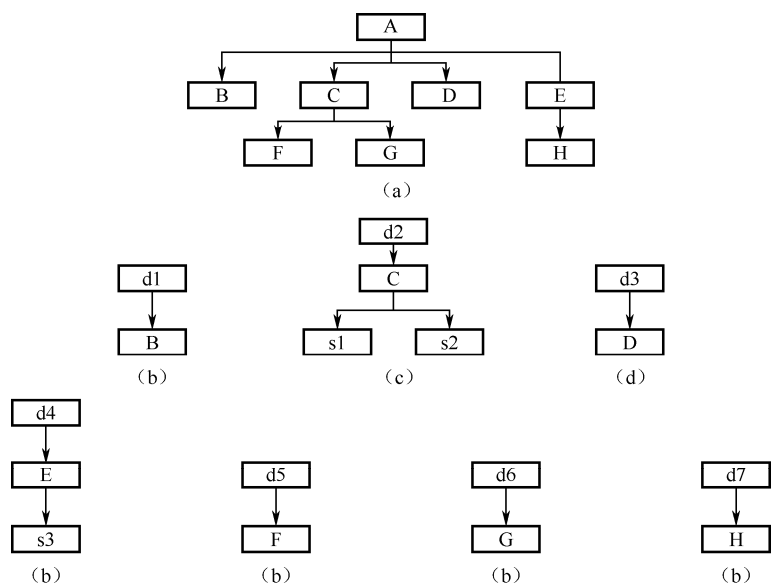 A
B C D E
F G H
（a）
d2
d1 C d3
B s1 s2 D
（b） （c） （d）
d4
E d5 d6 d7
s3 F G H
（b） （b） （b） （b）